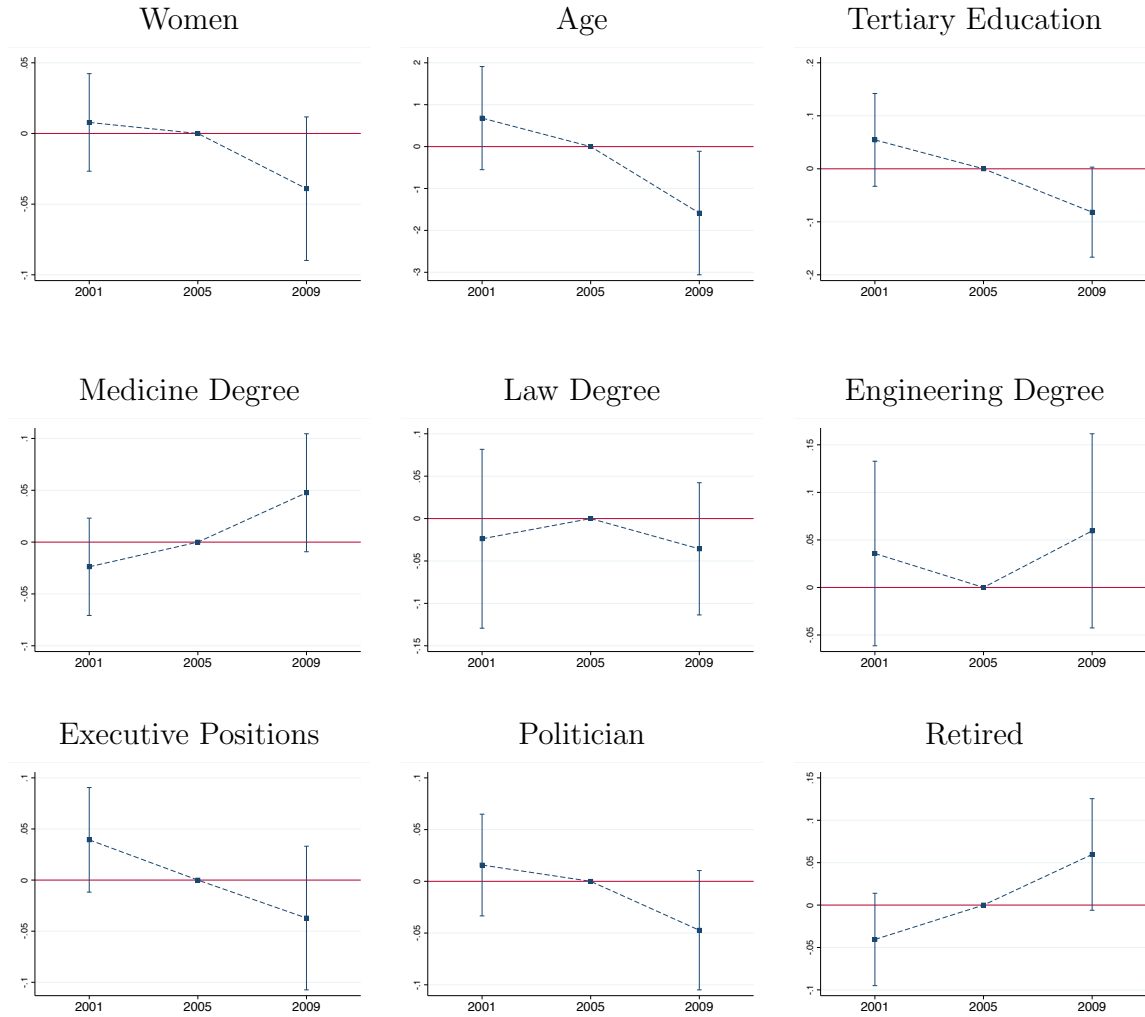 Women Age Tertiary Education
.05 0 -.05 -.1
2001 2005 2009
2 1 0 -1 -2 -3
2001 2005 2009
.2 .1 0 -.1 -.2
2001 2005 2009
Medicine Degree Law Degree Engineering Degree
.1 .05 0 -.05 -.1
2001 2005 2009
.1 .05 0 -.05 -.1 -.15
2001 2005 2009
.15 .1 .05 0 -.05
2001 2005 2009
Executive Positions Politician Retired
.1 .05 0 -.05 -.1
2001 2005 2009
.1 .05 0 -.05 -.1
2001 2005 2009
.15 .1 .05 0 -.05 -.1
2001 2005 2009